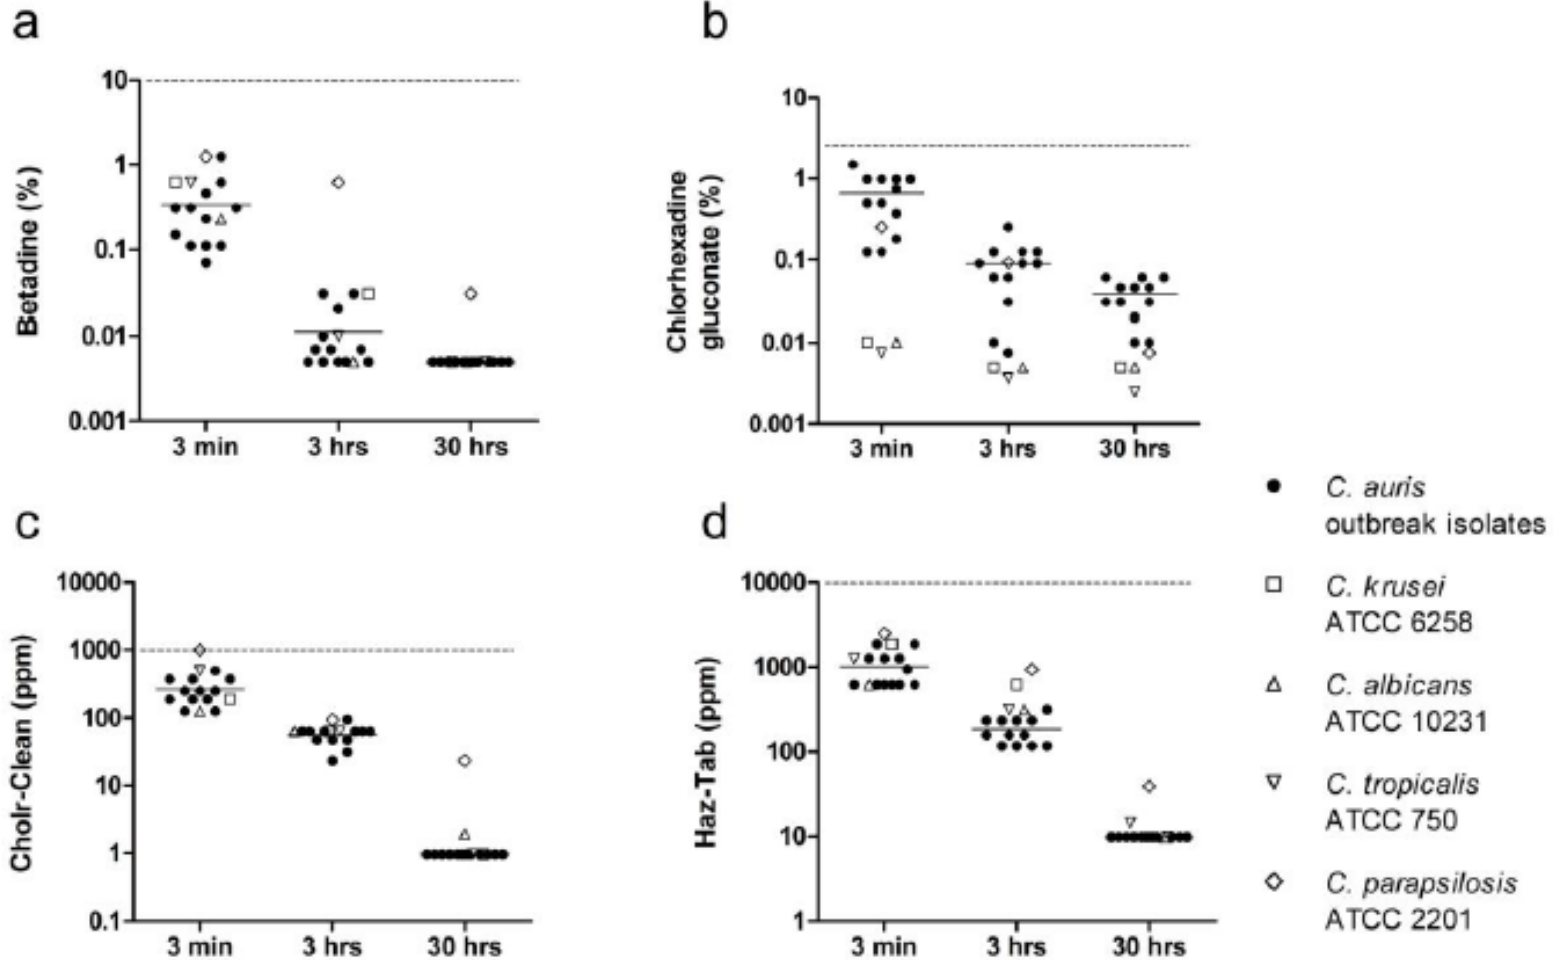 a
10
1
0.1
0.01
0.001
Betadine (%)
3 min 3 hrs 30 hrs
b
10
1
0.1
0.01
0.001
Chlorhexadine
gluconate (%)
3 min 3 hrs 30 hrs
c
10000
1000
100
10
1
0.1
Cholr-Clean (ppm)
3 min 3 hrs 30 hrs
d
10000
1000
100
10
1
Haz-Tab (ppm)
3 min 3 hrs 30 hrs
C. auris
outbreak isolates
C. krusei
ATCC 6258
C. albicans
ATCC 10231
C. tropicalis
ATCC 750
C. parapsilosis
ATCC 2201